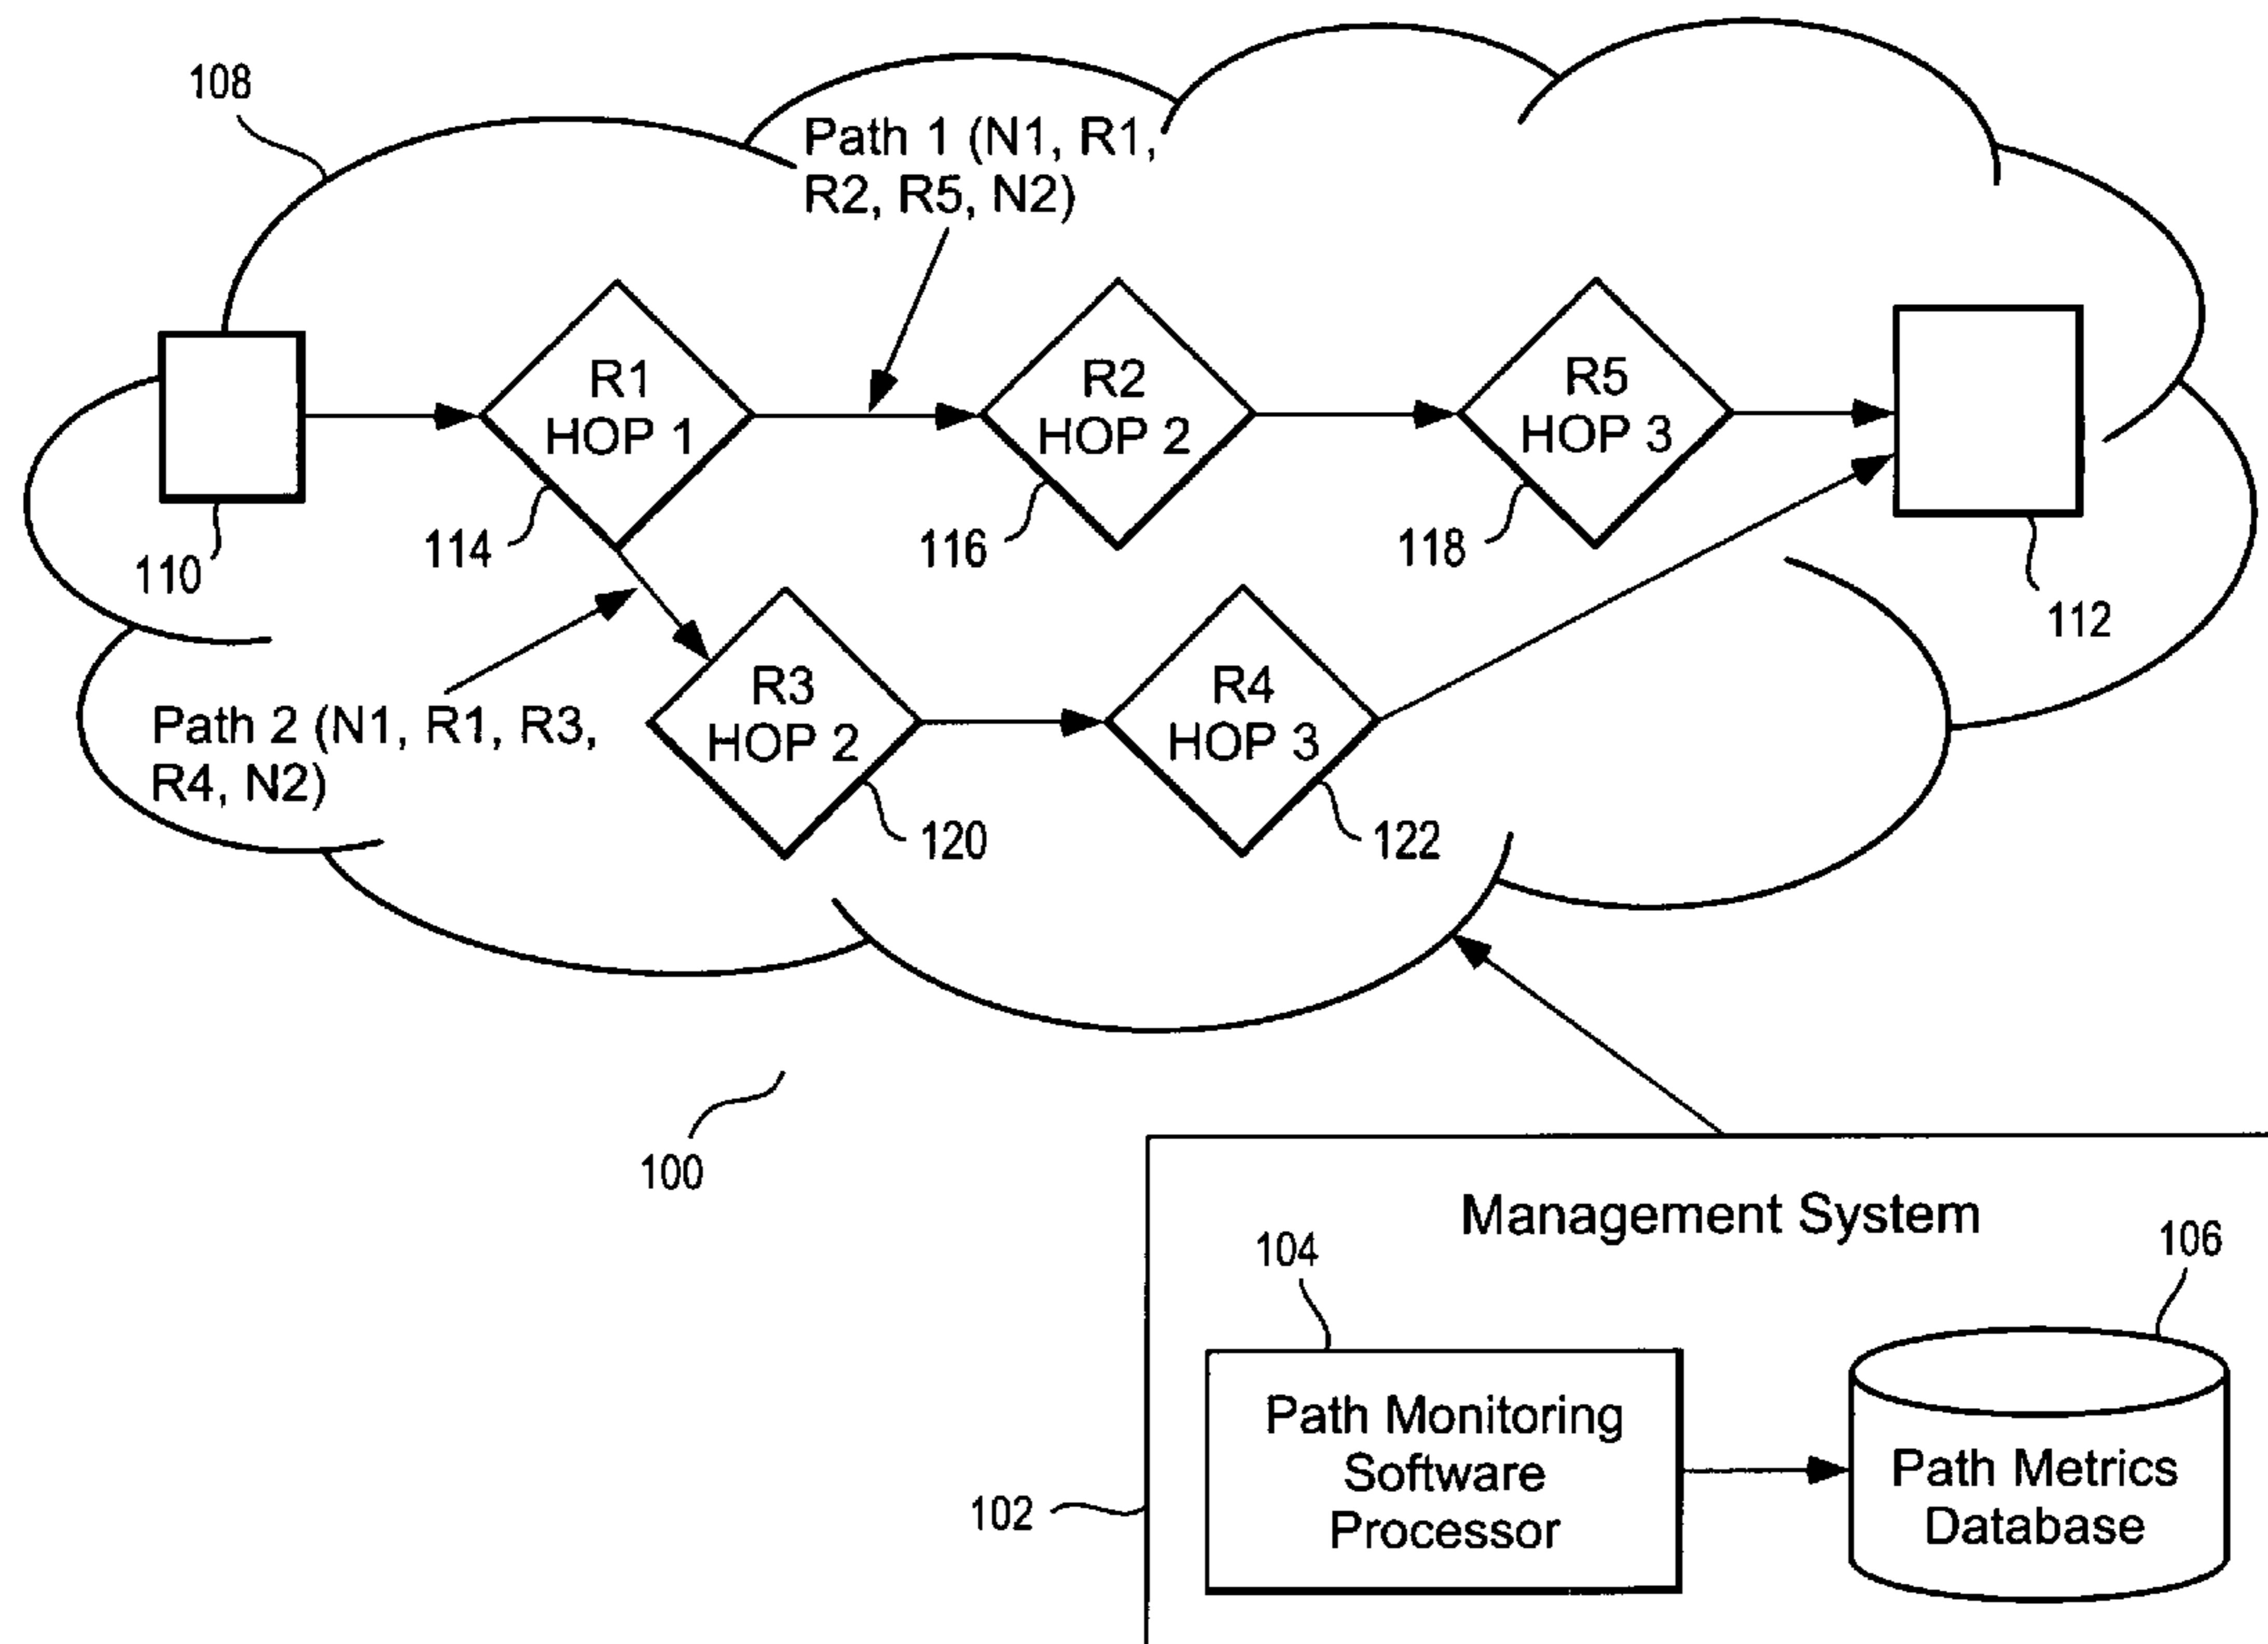 108
Path 1 (N1, R1,
R2, R5, N2)
R1
HOP 1
R2
HOP 2
R5
HOP 3
110
114
116
118
112
Path 2 (N1, R1, R3,
R4, N2)
R3
HOP 2
R4
HOP 3
120
122
100
Management System
104
106
Path Monitoring
Software
Processor
Path Metrics
Database
102